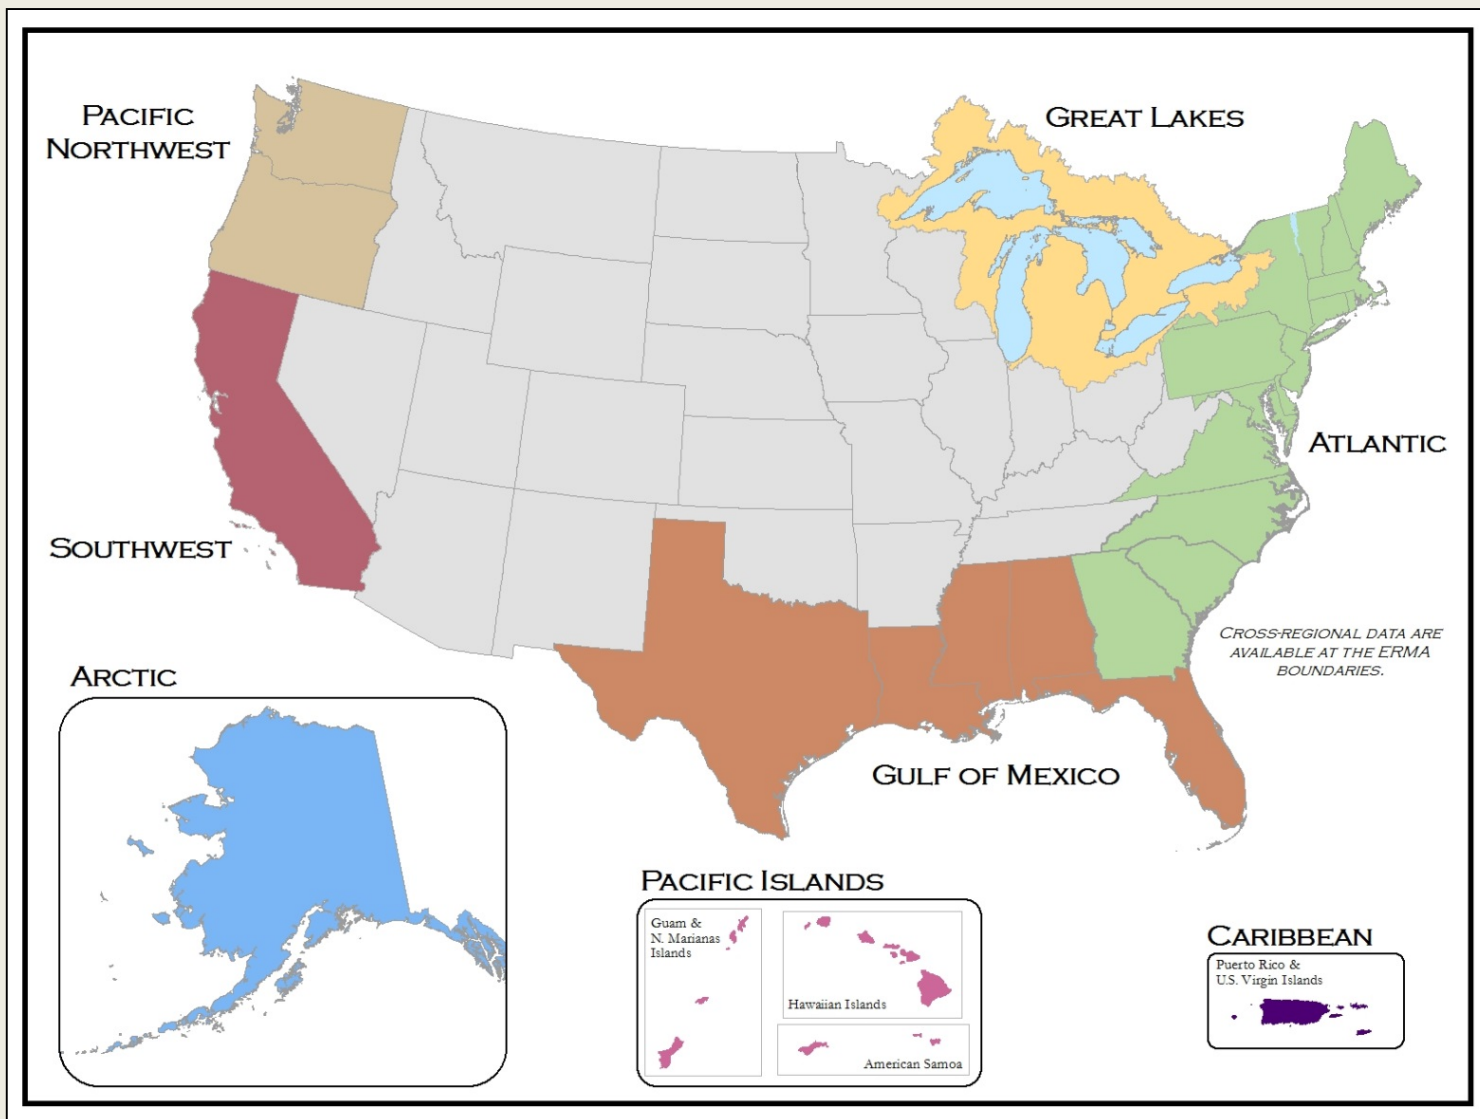 PACIFIC
NORTHWEST
GREAT LAKES
ATLANTIC
SOUTHWEST
CROSS-REGIONAL DATA ARE
AVAILABLE AT THE ERMA
BOUNDARIES.
ARCTIC
GULF OF MEXICO
PACIFIC ISLANDS
Guam &
N. Marianas
Islands
Hawaiian Islands
American Samoa
CARIBBEAN
Puerto Rico &
U.S. Virgin Islands